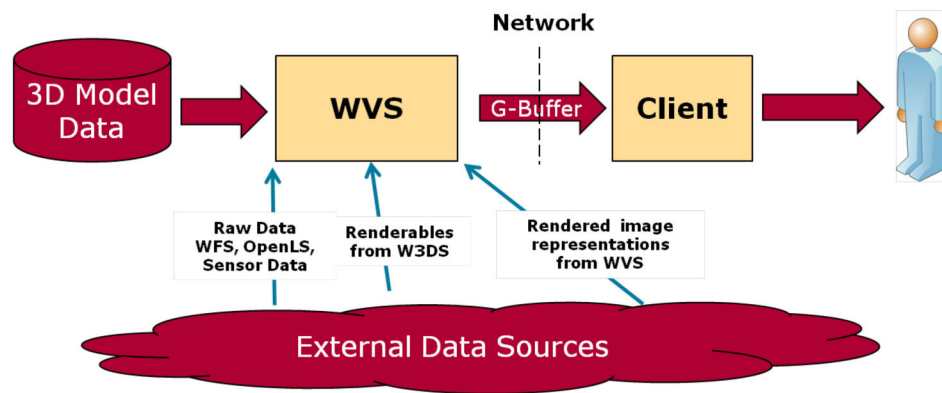 Network
3D Model
Data
WVS
G-Buffer
Client
Raw Data
WFS, OpenLS,
Sensor Data
Renderables
from W3DS
Rendered image
representations
from WVS
External Data Sources